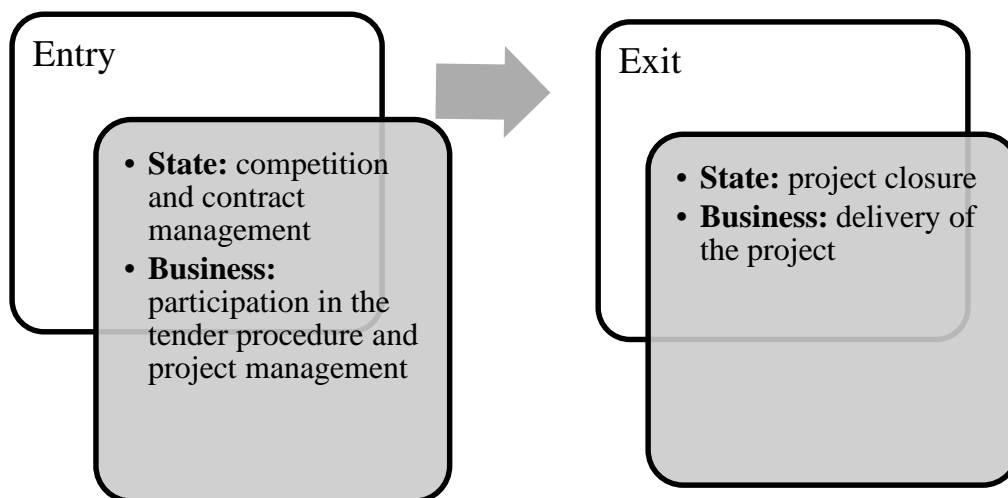 Entry
• State: competition
and contract
management
• Business:
participation in the
tender procedure and
project management
Exit
• State: project closure
• Business: delivery of
the project